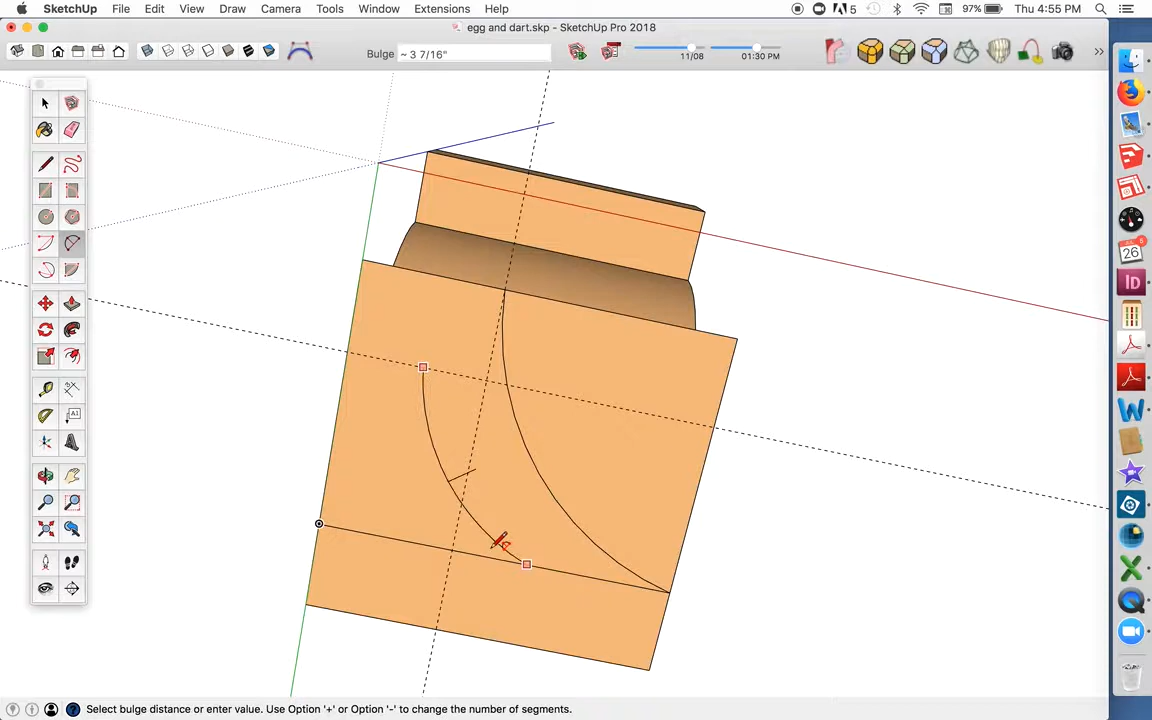 SketchUp File Edit View Draw Camera Tools Window Extensions Help 5 97% Thu 4:55 PM
egg and dart.skp - SketchUp Pro 2018
Bulge ~ 3 7/16" 11/08 01:30 PM
A1
26
Select bulge distance or enter value. Use Option '+' or Option '-' to change the number of segments.